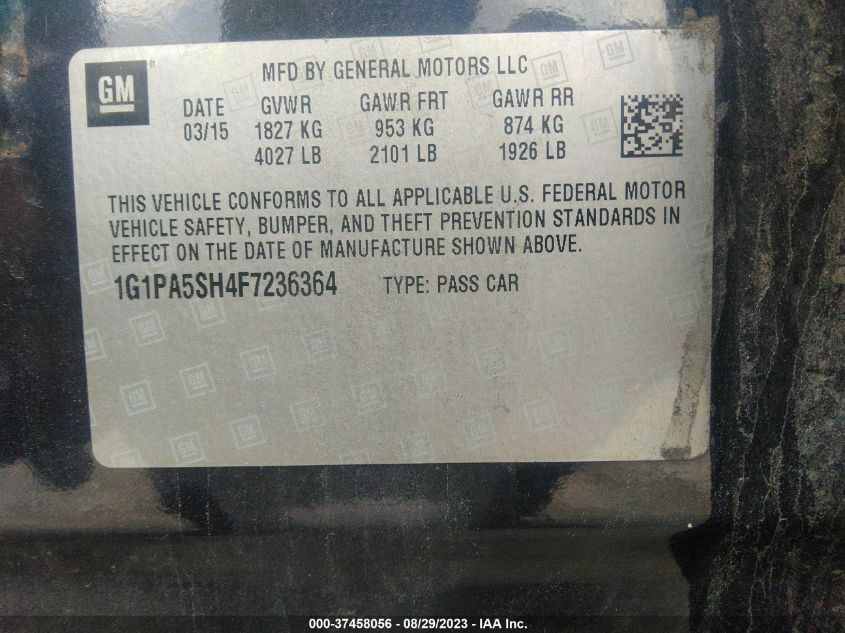 GM
MFD BY GENERAL MOTORS LLC
DATE GVWR GAWR FRT GAWR RR
03/15 1827 KG 953 KG 874 KG
4027 LB 2101 LB 1926 LB
THIS VEHICLE CONFORMS TO ALL APPLICABLE U.S. FEDERAL MOTOR
VEHICLE SAFETY, BUMPER, AND THEFT PREVENTION STANDARDS IN
EFFECT ON THE DATE OF MANUFACTURE SHOWN ABOVE.
1G1PA5SH4F7236364 TYPE: PASS CAR
000-37458056 - 08/29/2023 - IAA Inc.